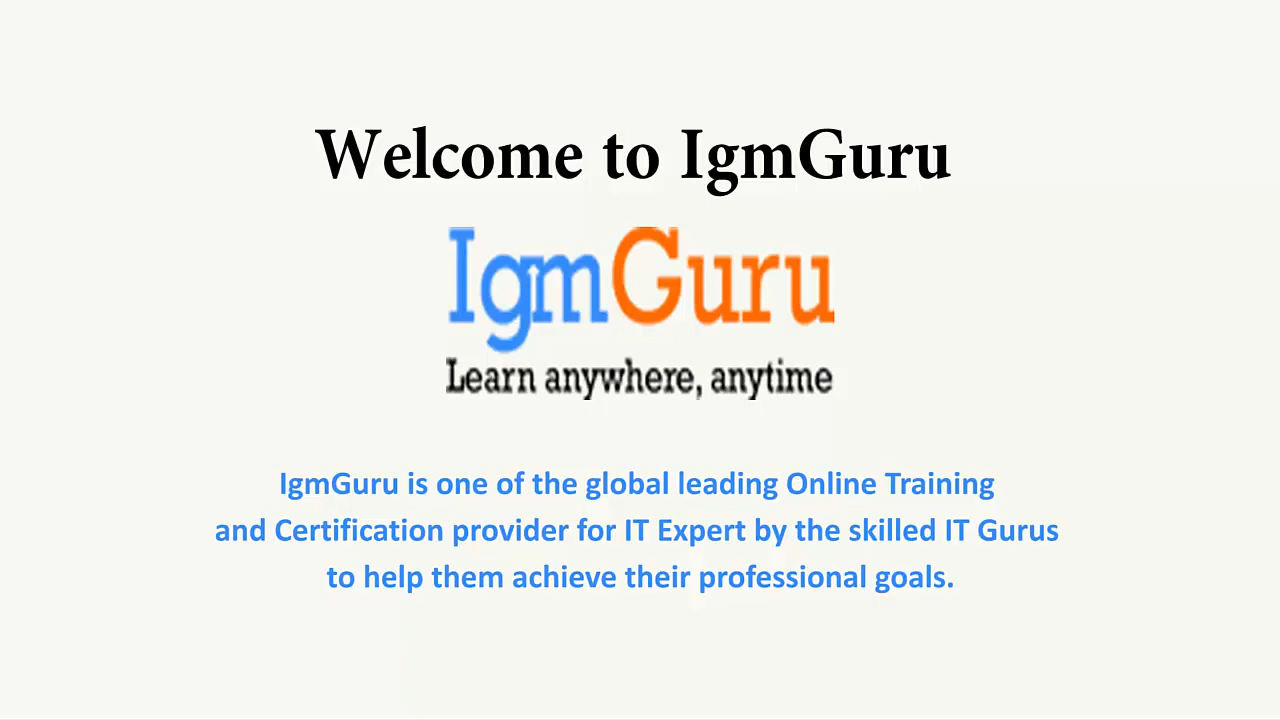 Welcome to IgmGuru
IgmGuru
Learn anywhere, anytime
IgmGuru is one of the global leading Online Training
and Certification provider for IT Expert by the skilled IT Gurus
to help them achieve their professional goals.